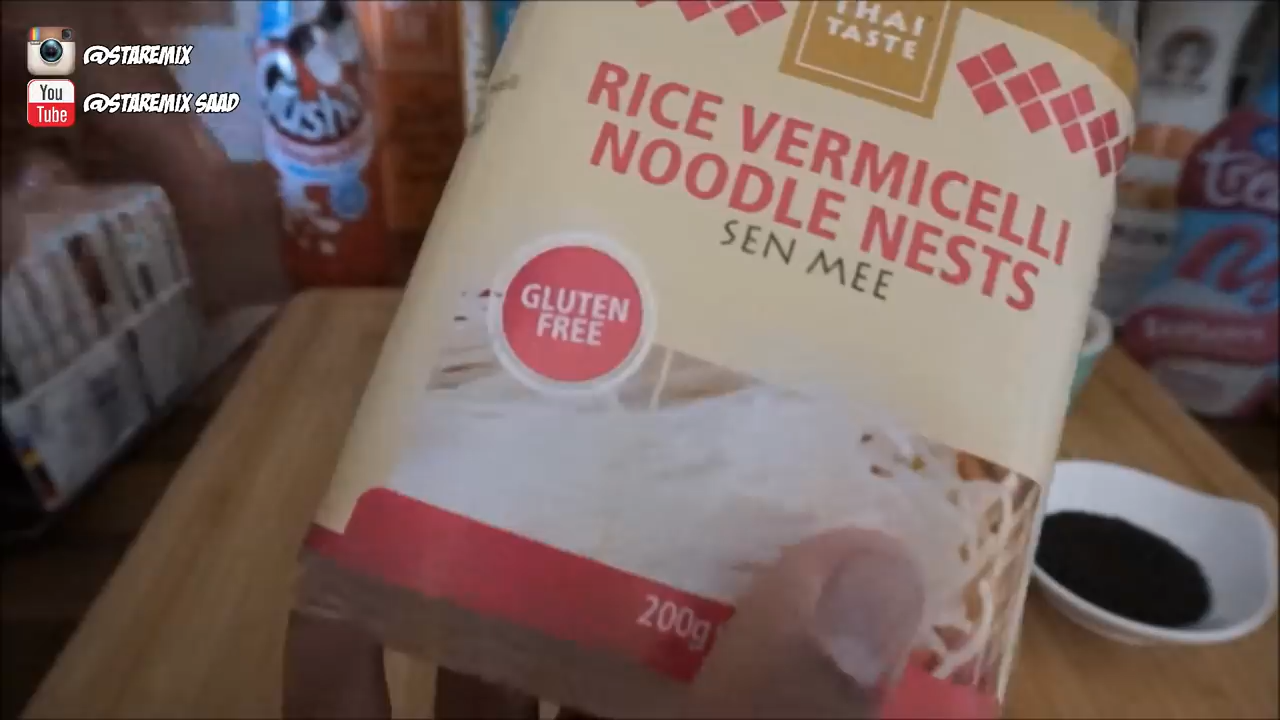 @STAREMIX
You
Tube
@STAREMIX SAAD
THAI
TASTE
RICE VERMICELLI
NOODLE NESTS
SEN MEE
GLUTEN
FREE
200g